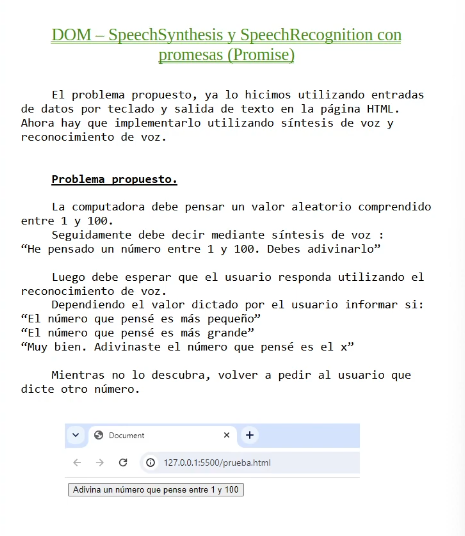 DOM – SpeechSynthesis y SpeechRecognition con
promesas (Promise)
El problema propuesto, ya lo hicimos utilizando entradas
de datos por teclado y salida de texto en la página HTML.
Ahora hay que implementarlo utilizando síntesis de voz y
reconocimiento de voz.
Problema propuesto.
La computadora debe pensar un valor aleatorio comprendido
entre 1 y 100.
Seguidamente debe decir mediante síntesis de voz :
“He pensado un número entre 1 y 100. Debes adivinarlo”
Luego debe esperar que el usuario responda utilizando el
reconocimiento de voz.
Dependiendo el valor dictado por el usuario informar si:
“El número que pensé es más pequeño”
“El número que pensé es más grande”
“Muy bien. Adivinaste el número que pensé es el x”
Mientras no lo descubra, volver a pedir al usuario que
dicte otro número.
Document
127.0.0.1:5500/prueba.html
Adivina un número que pense entre 1 y 100